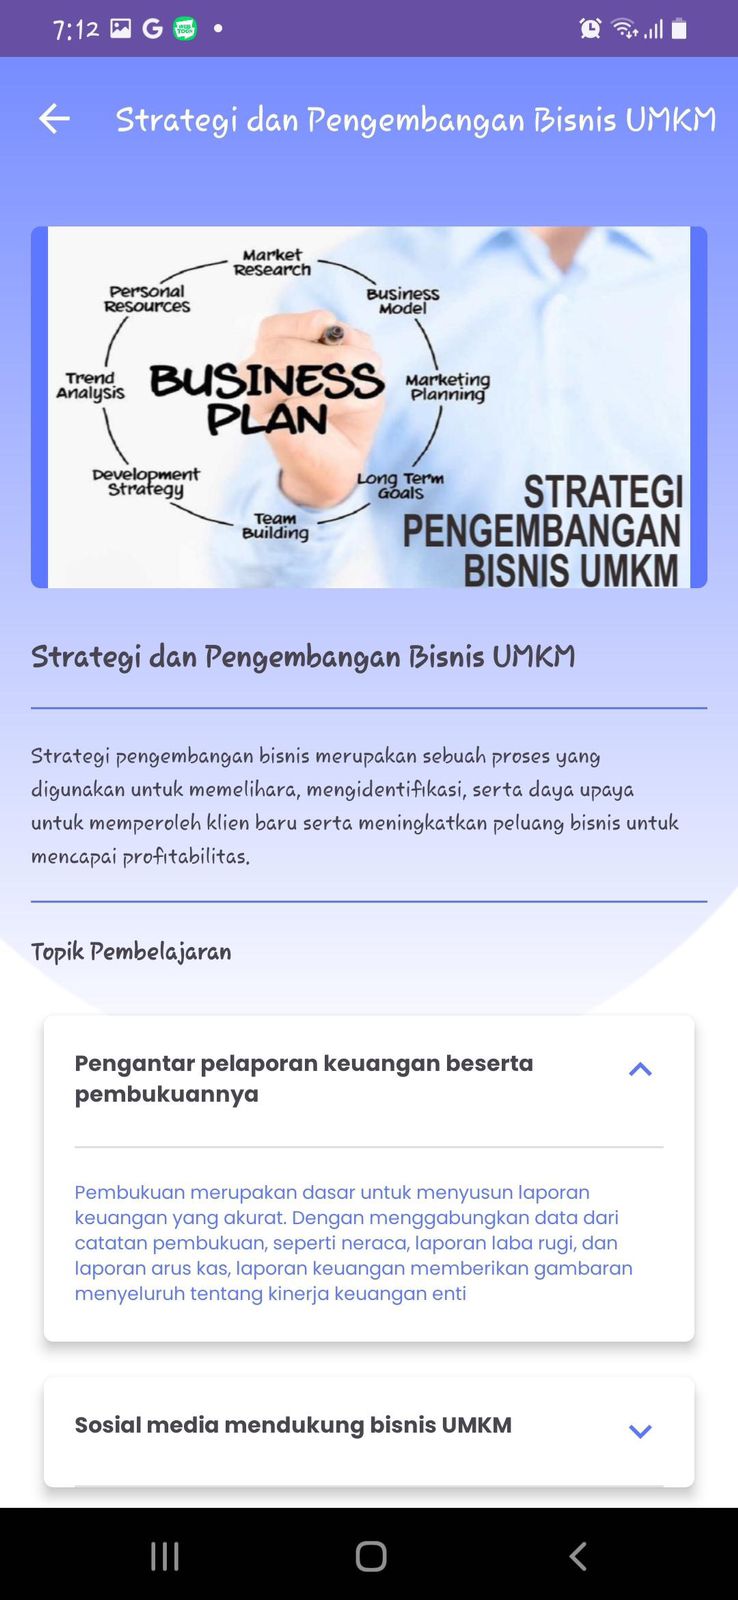 7:12
Strategi dan Pengembangan Bisnis UMKM
Market
Research
Personal
Resources
Business
Model
Trend
Analysis
BUSINESS
PLAN
Marketing
Planning
Development
Strategy
Long Term
Goals
Team
Building
STRATEGI
PENGEMBANGAN
BISNIS UMKM
Strategi dan Pengembangan Bisnis UMKM
Strategi pengembangan bisnis merupakan sebuah proses yang
digunakan untuk memelihara, mengidentifikasi, serta daya upaya
untuk memperoleh klien baru serta meningkatkan peluang bisnis untuk
mencapai profitabilitas.
Topik Pembelajaran
Pengantar pelaporan keuangan beserta
pembukuannya
Pembukuan merupakan dasar untuk menyusun laporan
keuangan yang akurat. Dengan menggabungkan data dari
catatan pembukuan, seperti neraca, laporan laba rugi, dan
laporan arus kas, laporan keuangan memberikan gambaran
menyeluruh tentang kinerja keuangan enti
Sosial media mendukung bisnis UMKM